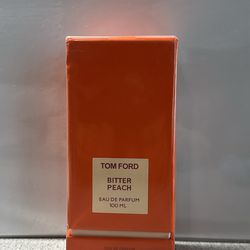 TOM FORD
BITTER
PEACH
EAU DE PARFUM
100 ML